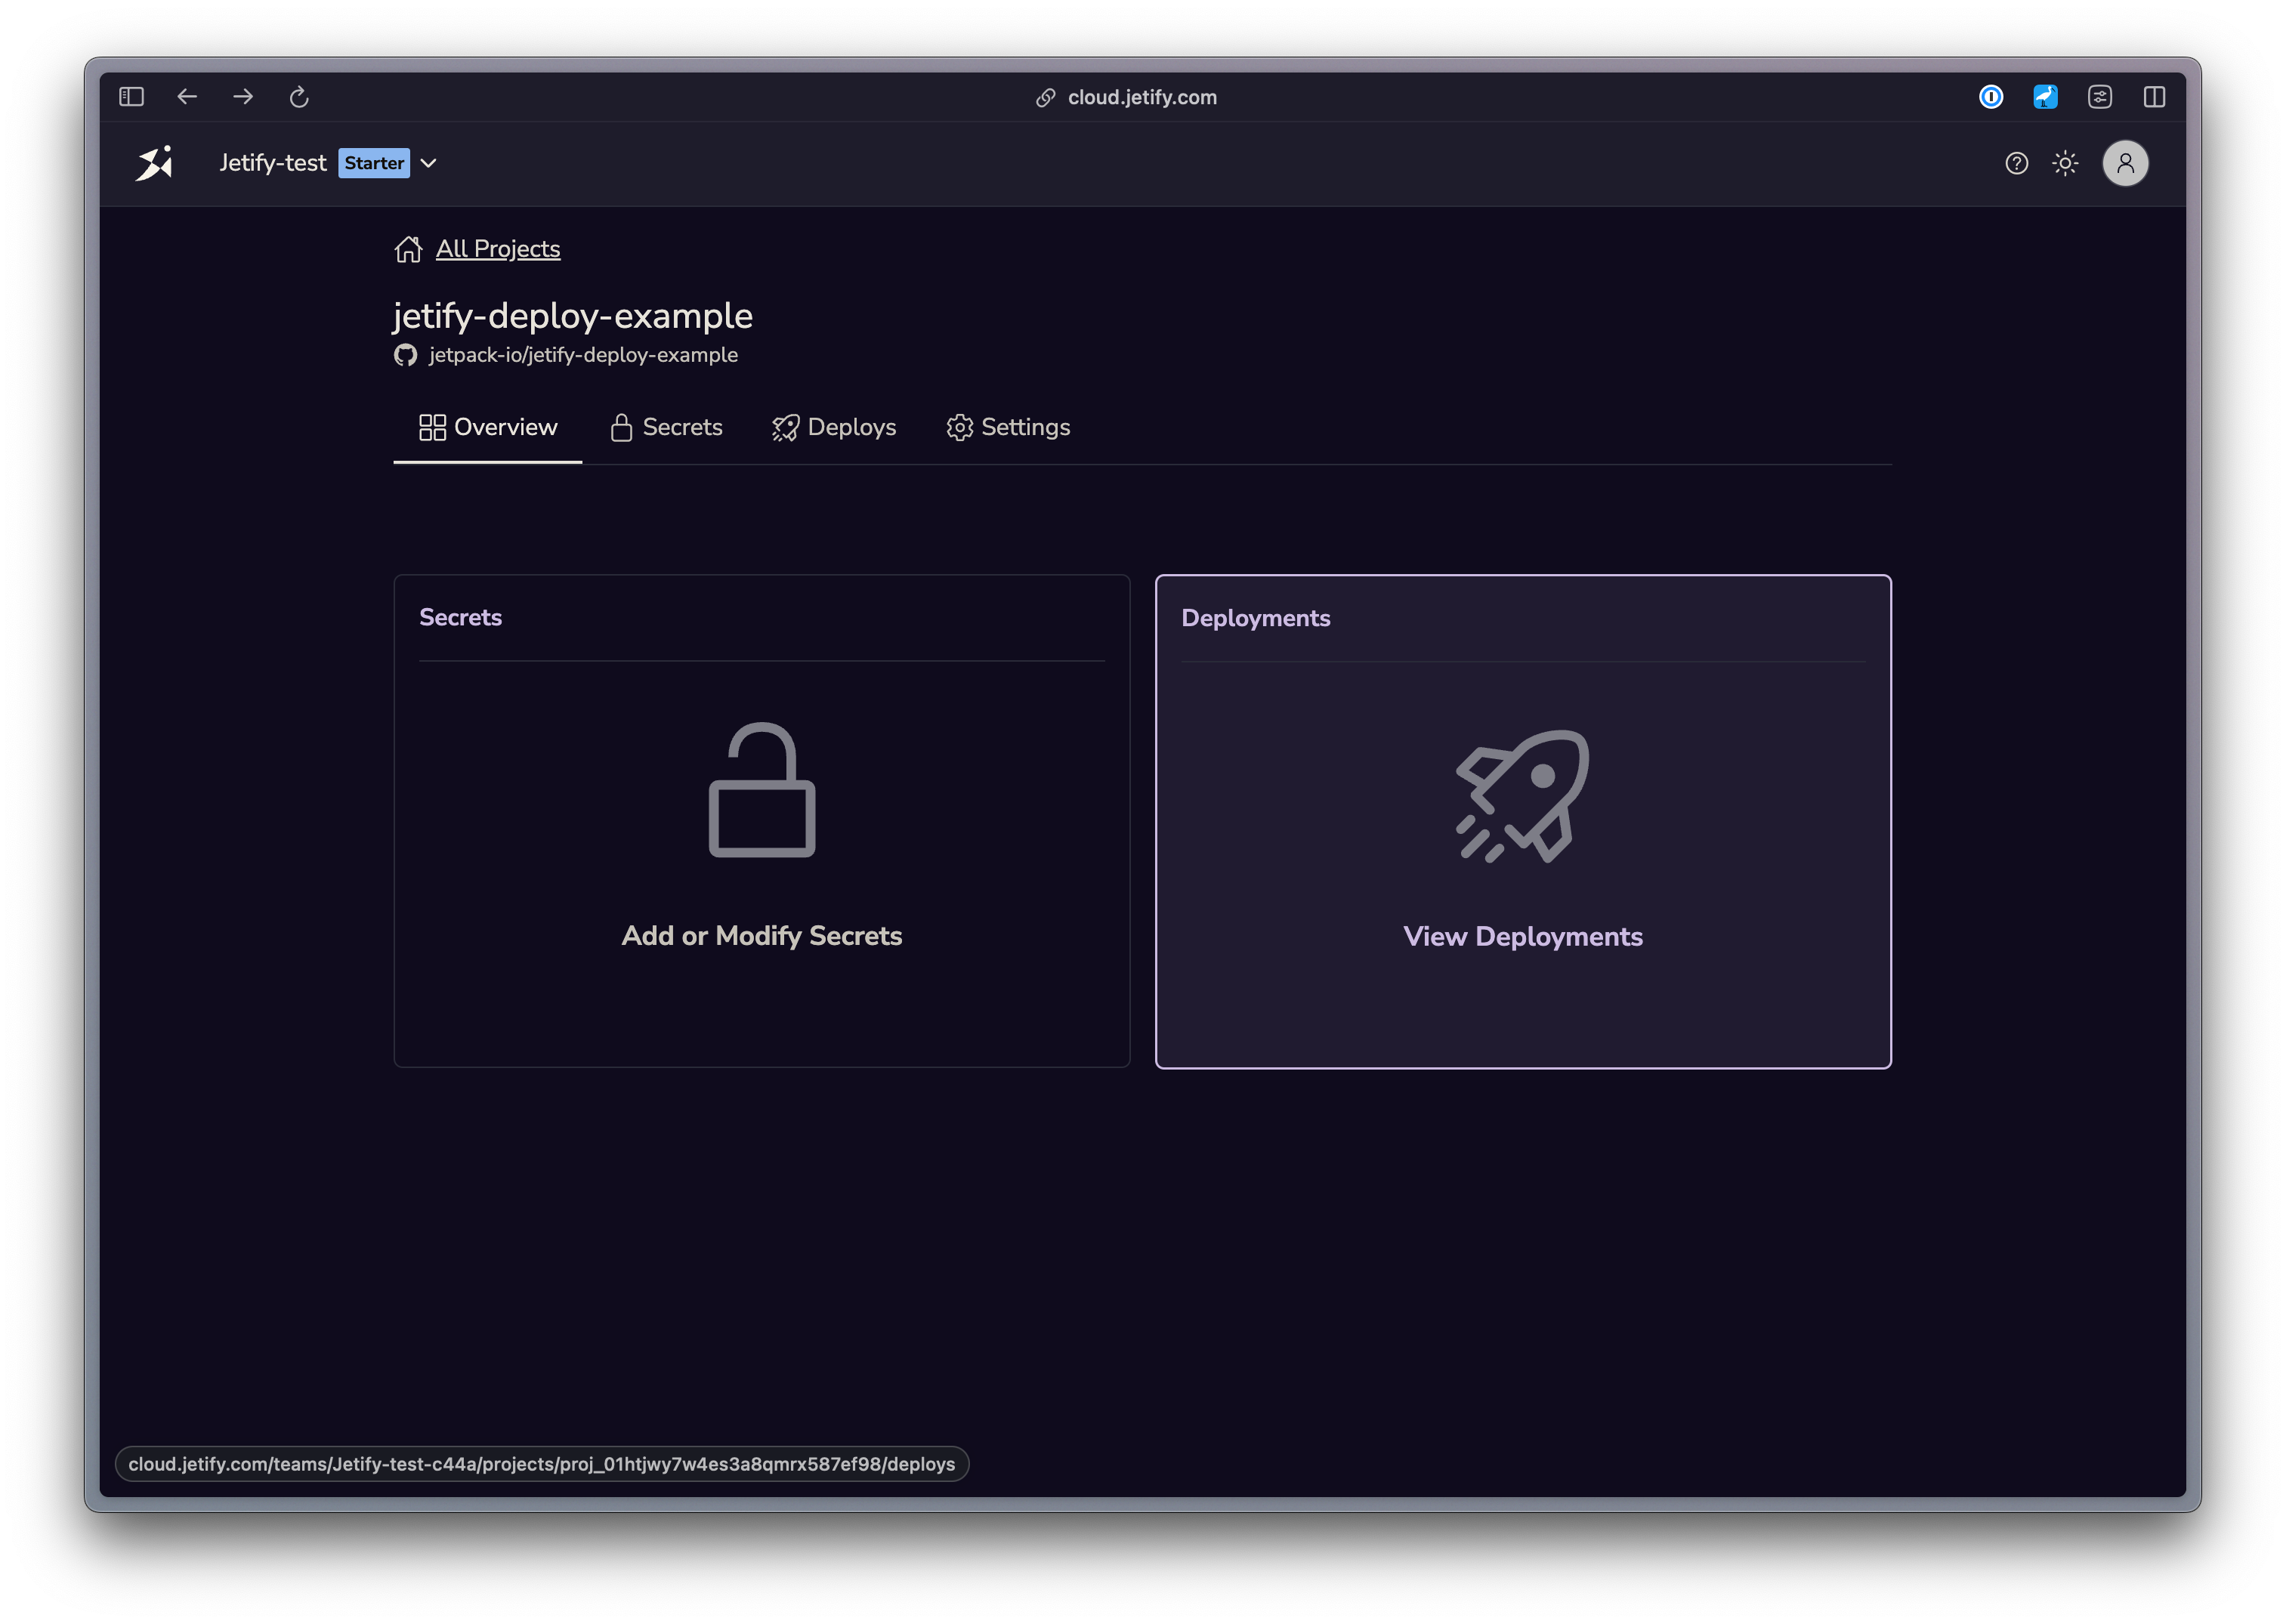 cloud.jetify.com
Jetify-test Starter
All Projects
jetify-deploy-example
jetpack-io/jetify-deploy-example
Overview Secrets Deploys Settings
Secrets
Add or Modify Secrets
Deployments
View Deployments
cloud.jetify.com/teams/Jetify-test-c44a/projects/proj_01htjwy7w4es3a8qmrx587ef98/deploys